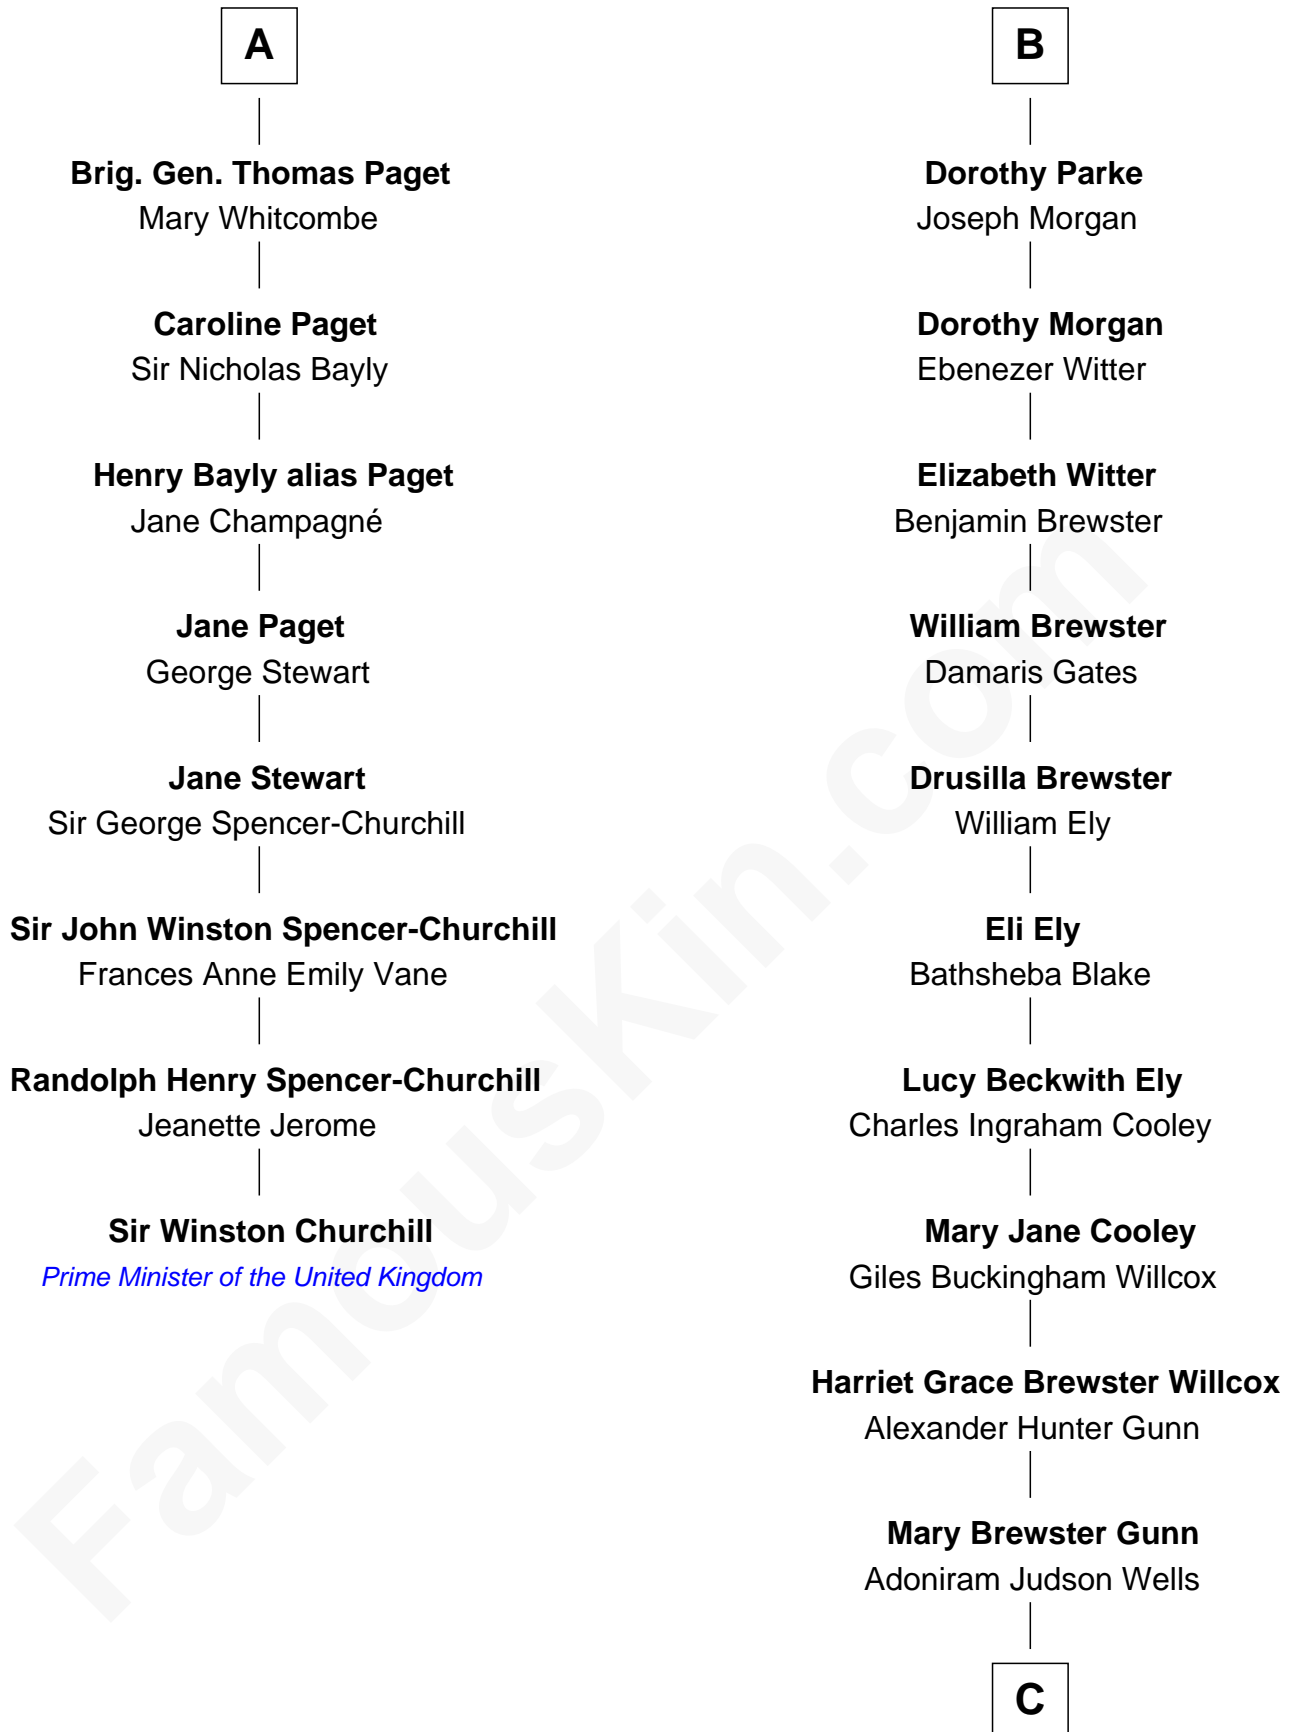 A
Brig. Gen. Thomas Paget
Mary Whitcombe
Caroline Paget
Sir Nicholas Bayly
Henry Bayly alias Paget
Jane Champagné
Jane Paget
George Stewart
Jane Stewart
Sir George Spencer-Churchill
Sir John Winston Spencer-Churchill
Frances Anne Emily Vane
Randolph Henry Spencer-Churchill
Jeanette Jerome
Sir Winston Churchill
Prime Minister of the United Kingdom
B
Dorothy Parke
Joseph Morgan
Dorothy Morgan
Ebenezer Witter
Elizabeth Witter
Benjamin Brewster
William Brewster
Damaris Gates
Drusilla Brewster
William Ely
Eli Ely
Bathsheba Blake
Lucy Beckwith Ely
Charles Ingraham Cooley
Mary Jane Cooley
Giles Buckingham Willcox
Harriet Grace Brewster Willcox
Alexander Hunter Gunn
Mary Brewster Gunn
Adoniram Judson Wells
C
FamousKin.com